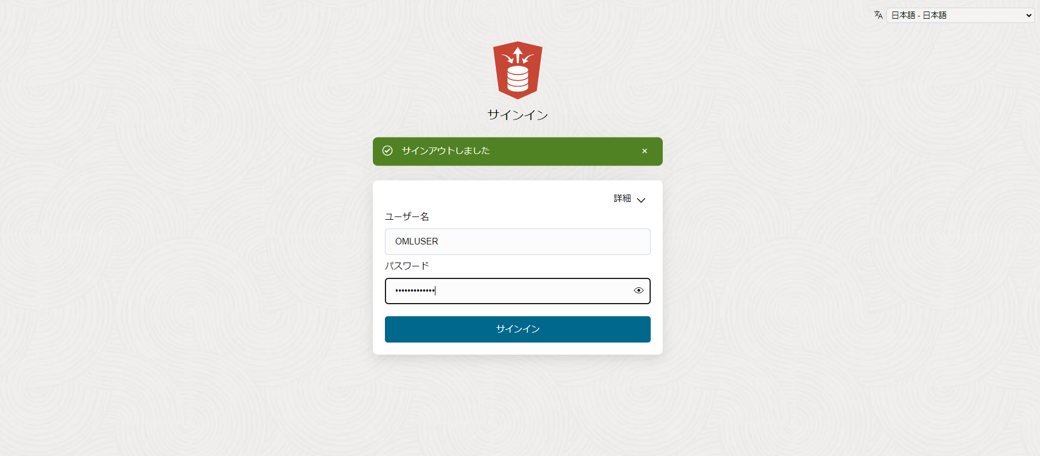 日本語 - 日本語
サインイン
サインアウトしました
詳細
ユーザー名
OMLUSER
パスワード
•••••••••••••
サインイン